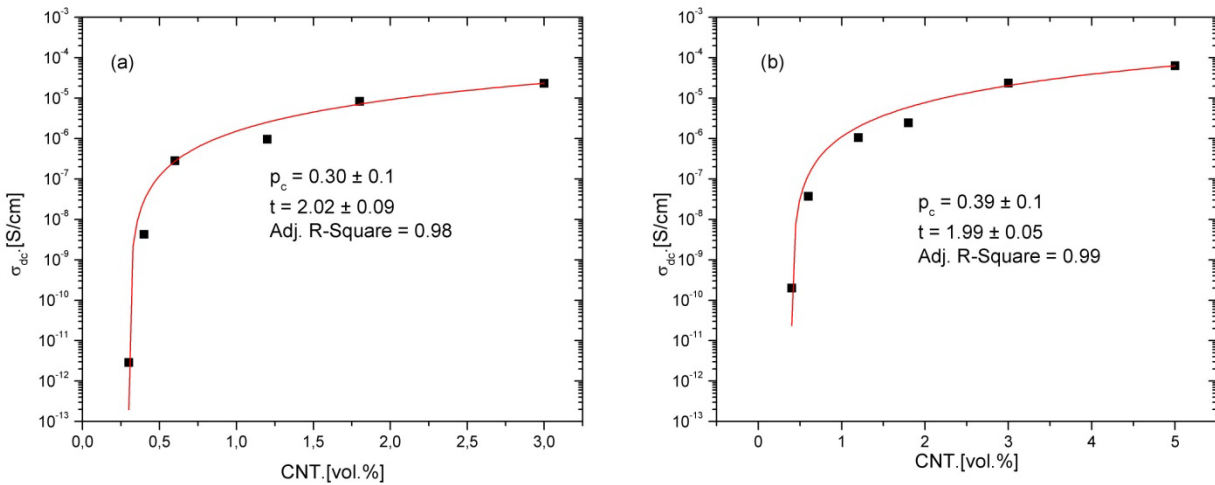 (a)
10⁻³
10⁻⁴
10⁻⁵
10⁻⁶
10⁻⁷
10⁻⁸
10⁻⁹
10⁻¹⁰
10⁻¹¹
10⁻¹²
10⁻¹³
σdc.[S/cm]
p_c = 0.30 ± 0.1
t = 2.02 ± 0.09
Adj. R-Square = 0.98
0,0 0,5 1,0 1,5 2,0 2,5 3,0
CNT.[vol.%]
(b)
10⁻³
10⁻⁴
10⁻⁵
10⁻⁶
10⁻⁷
10⁻⁸
10⁻⁹
10⁻¹⁰
10⁻¹¹
10⁻¹²
10⁻¹³
σdc.[S/cm]
p_c = 0.39 ± 0.1
t = 1.99 ± 0.05
Adj. R-Square = 0.99
0 1 2 3 4 5
CNT.[vol.%]